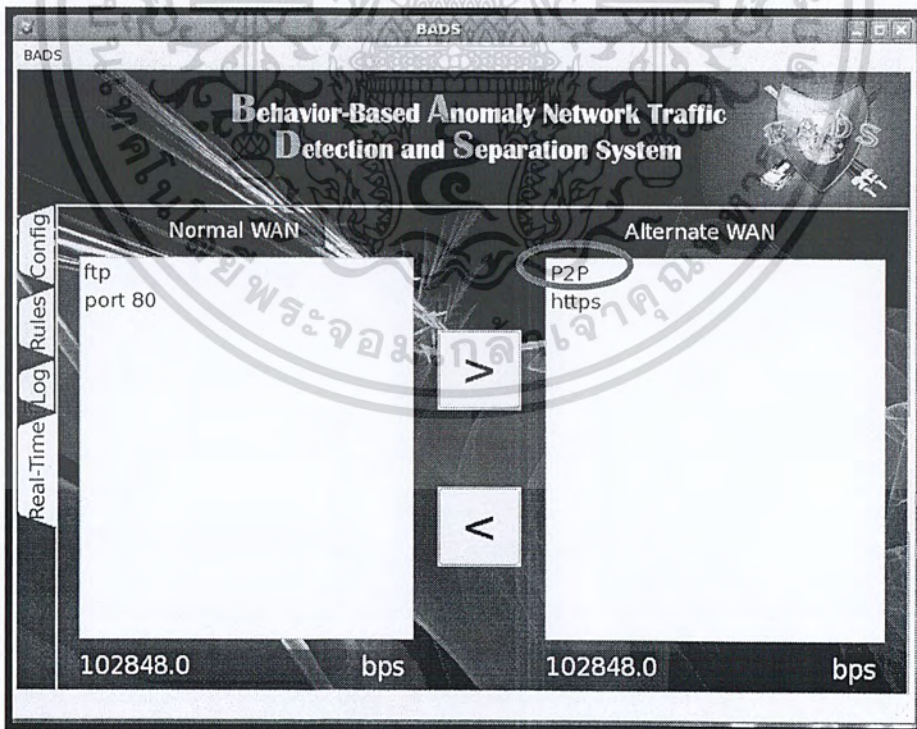 BADS
BADS
Behavior-Based Anomaly Network Traffic
Detection and Separation System
BADS
Config
Rules
Log
Real-Time
Normal WAN
ftp
port 80
>
<
102848.0 bps
Alternate WAN
P2P
https
102848.0 bps